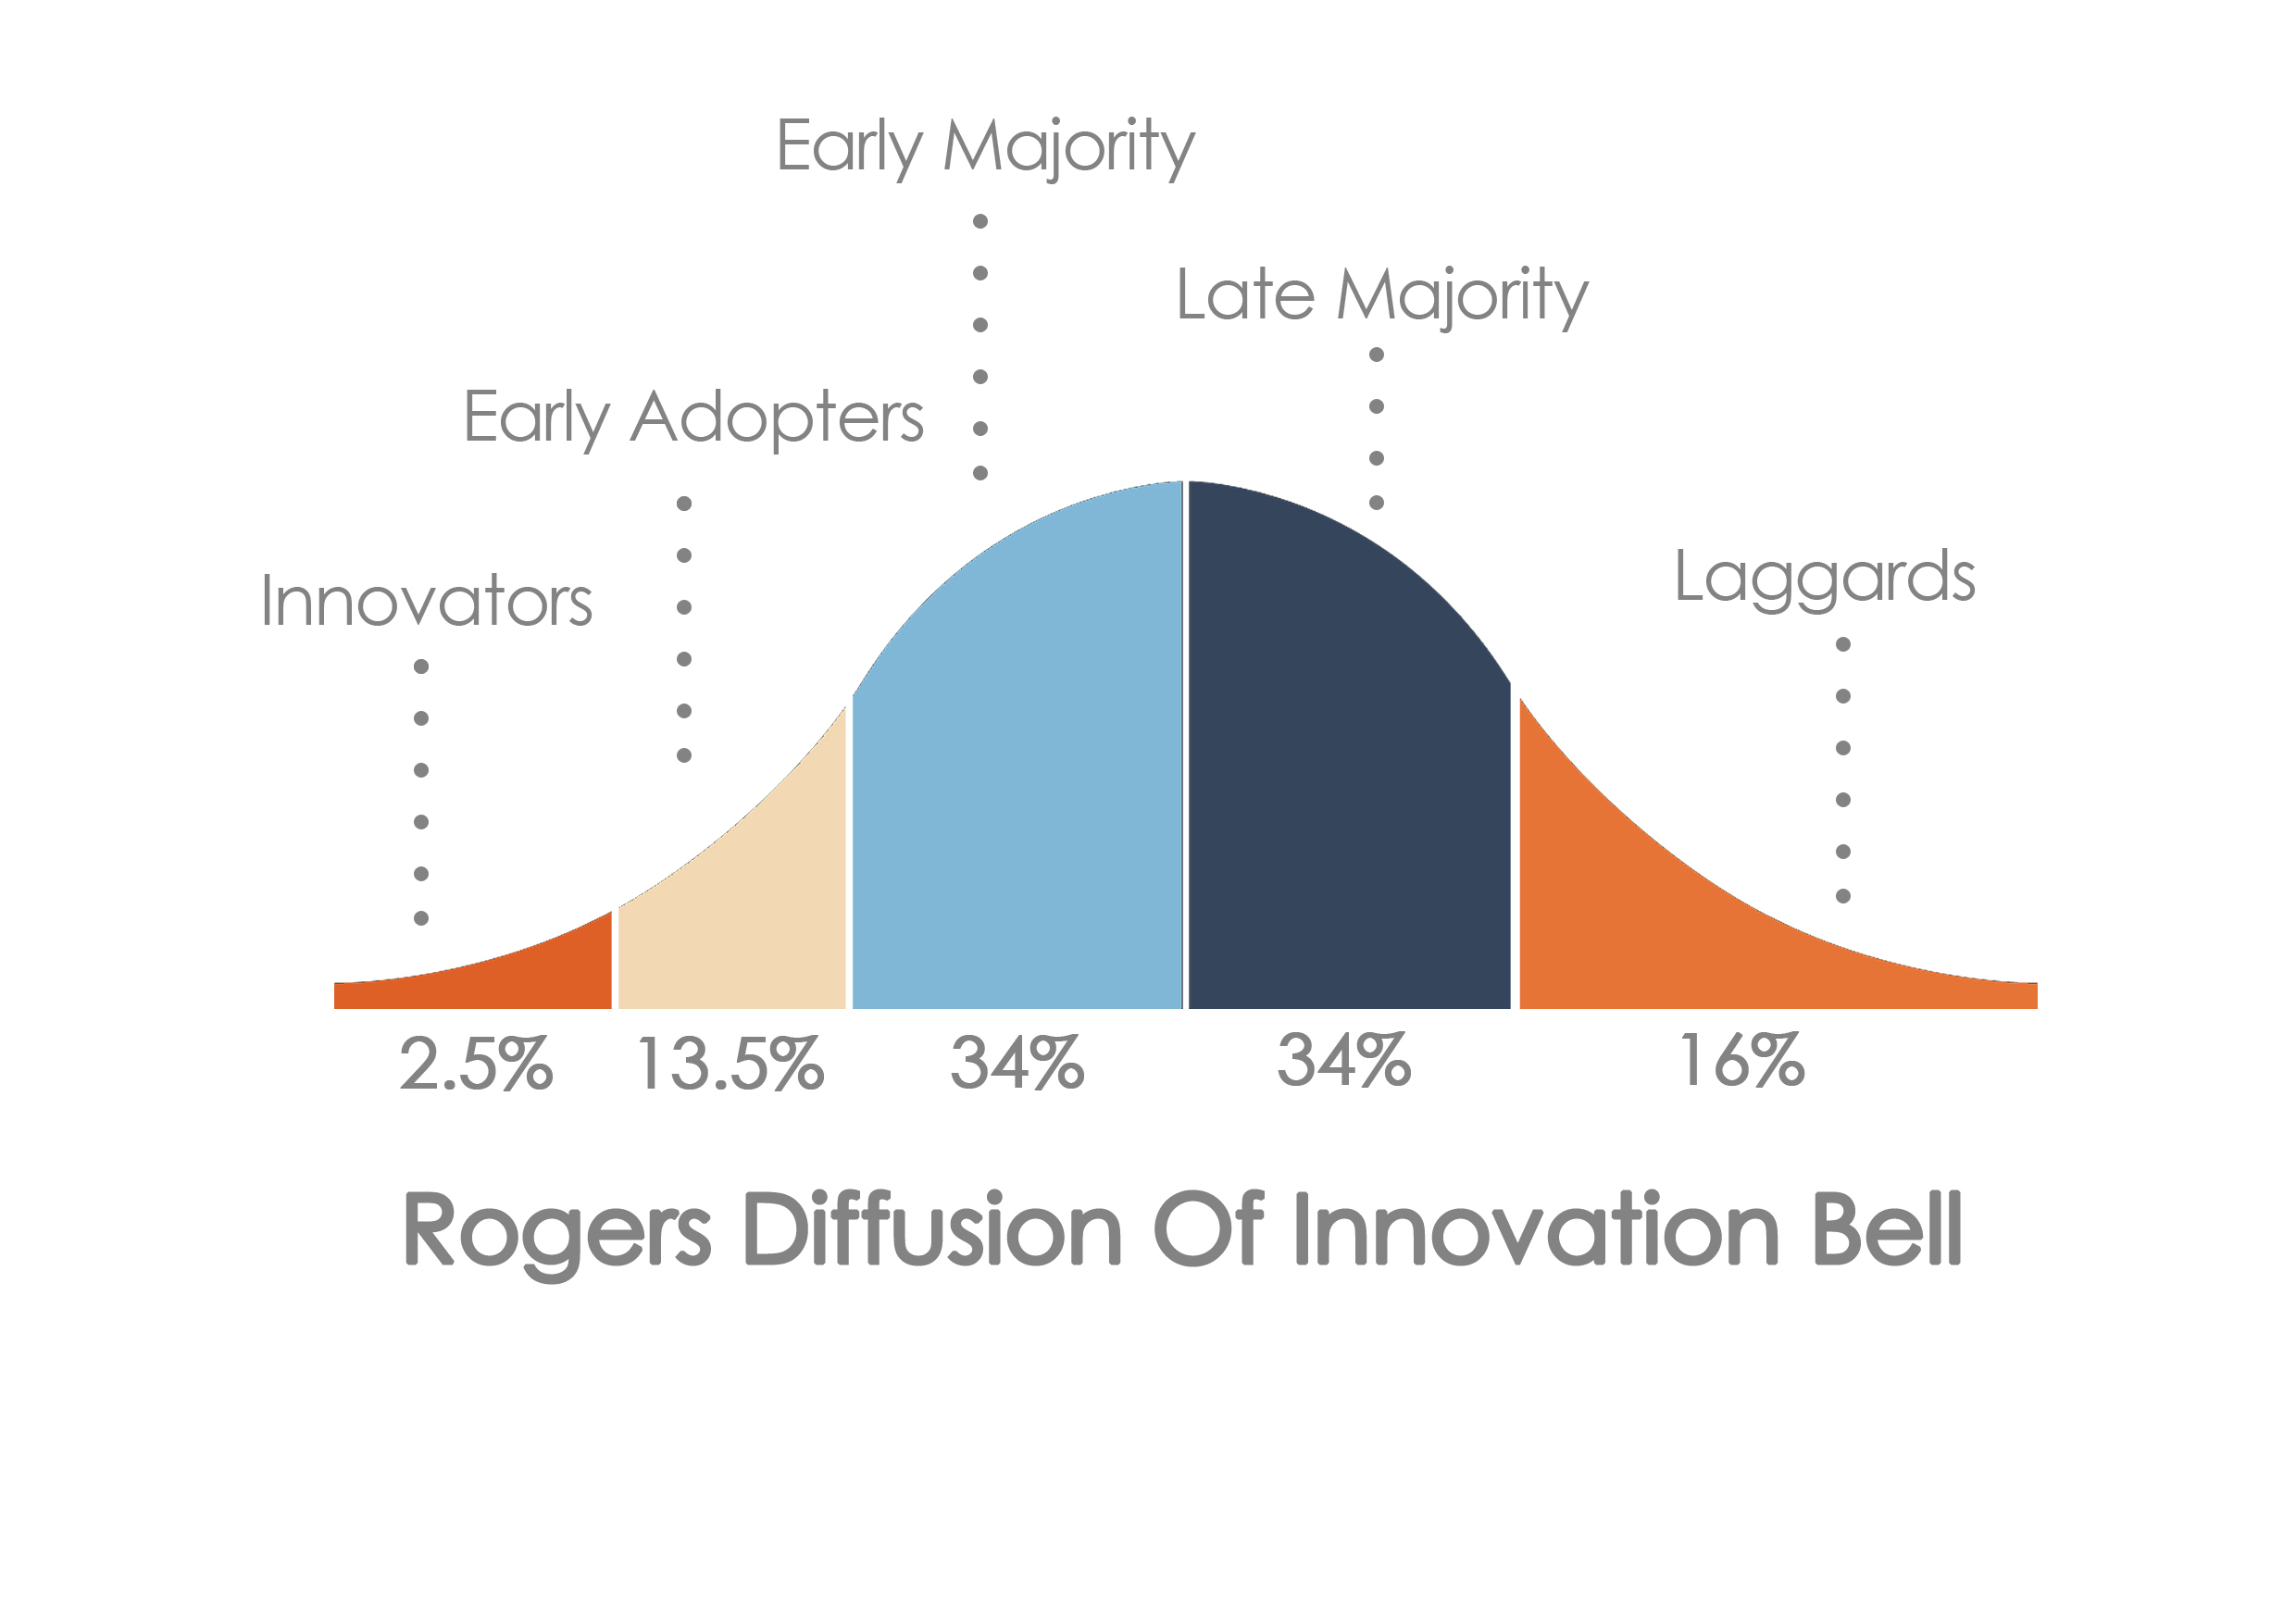 Early Majority
Late Majority
Early Adopters
Innovators
Laggards
2.5%
13.5%
34%
34%
16%
Rogers Diffusion Of Innovation Bell